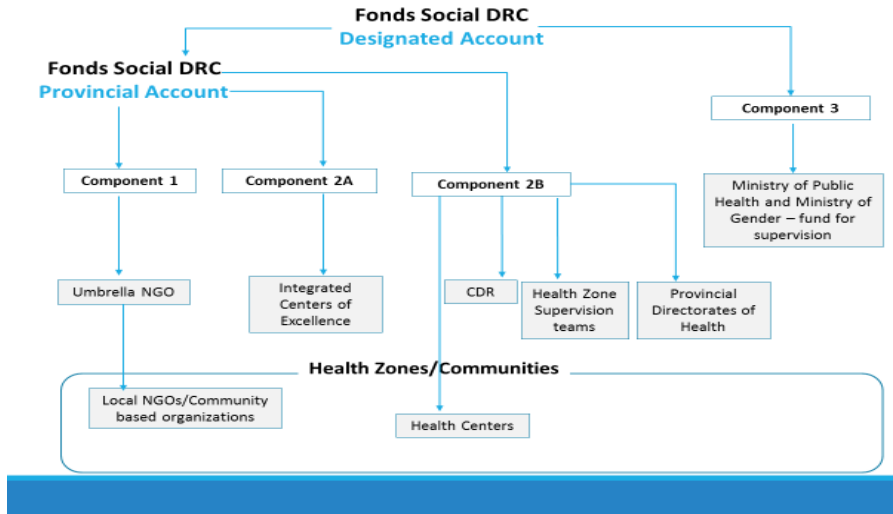 Fonds Social DRC
Designated Account
Fonds Social DRC
Provincial Account
Component 3
Component 1
Component 2A
Component 2B
Ministry of Public
Health and Ministry of
Gender – fund for
supervision
Umbrella NGO
Integrated
Centers of
Excellence
CDR
Health Zone
Supervision
teams
Provincial
Directorates of
Health
Health Zones/Communities
Local NGOs/Community
based organizations
Health Centers